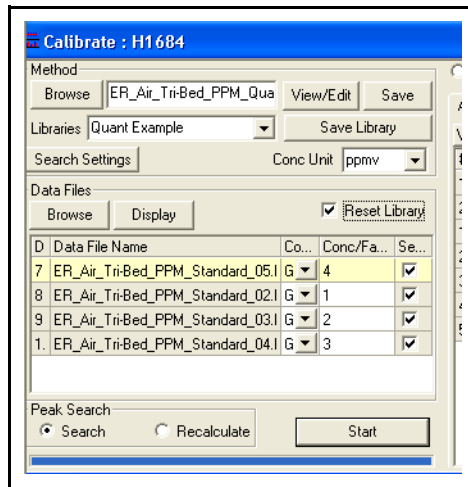 Calibrate : H1684
Method
Browse ER_Air_Tri-Bed_PPM_Qua View/Edit Save
Libraries Quant Example Save Library
Search Settings Conc Unit ppmv
Data Files
Browse Display Reset Library
D Data File Name Co... Conc/Fa... Se...
7 ER_Air_Tri-Bed_PPM_Standard_05.l G 4
8 ER_Air_Tri-Bed_PPM_Standard_02.l G 1
9 ER_Air_Tri-Bed_PPM_Standard_03.l G 2
1. ER_Air_Tri-Bed_PPM_Standard_04.l G 3
Peak Search
Search Recalculate Start